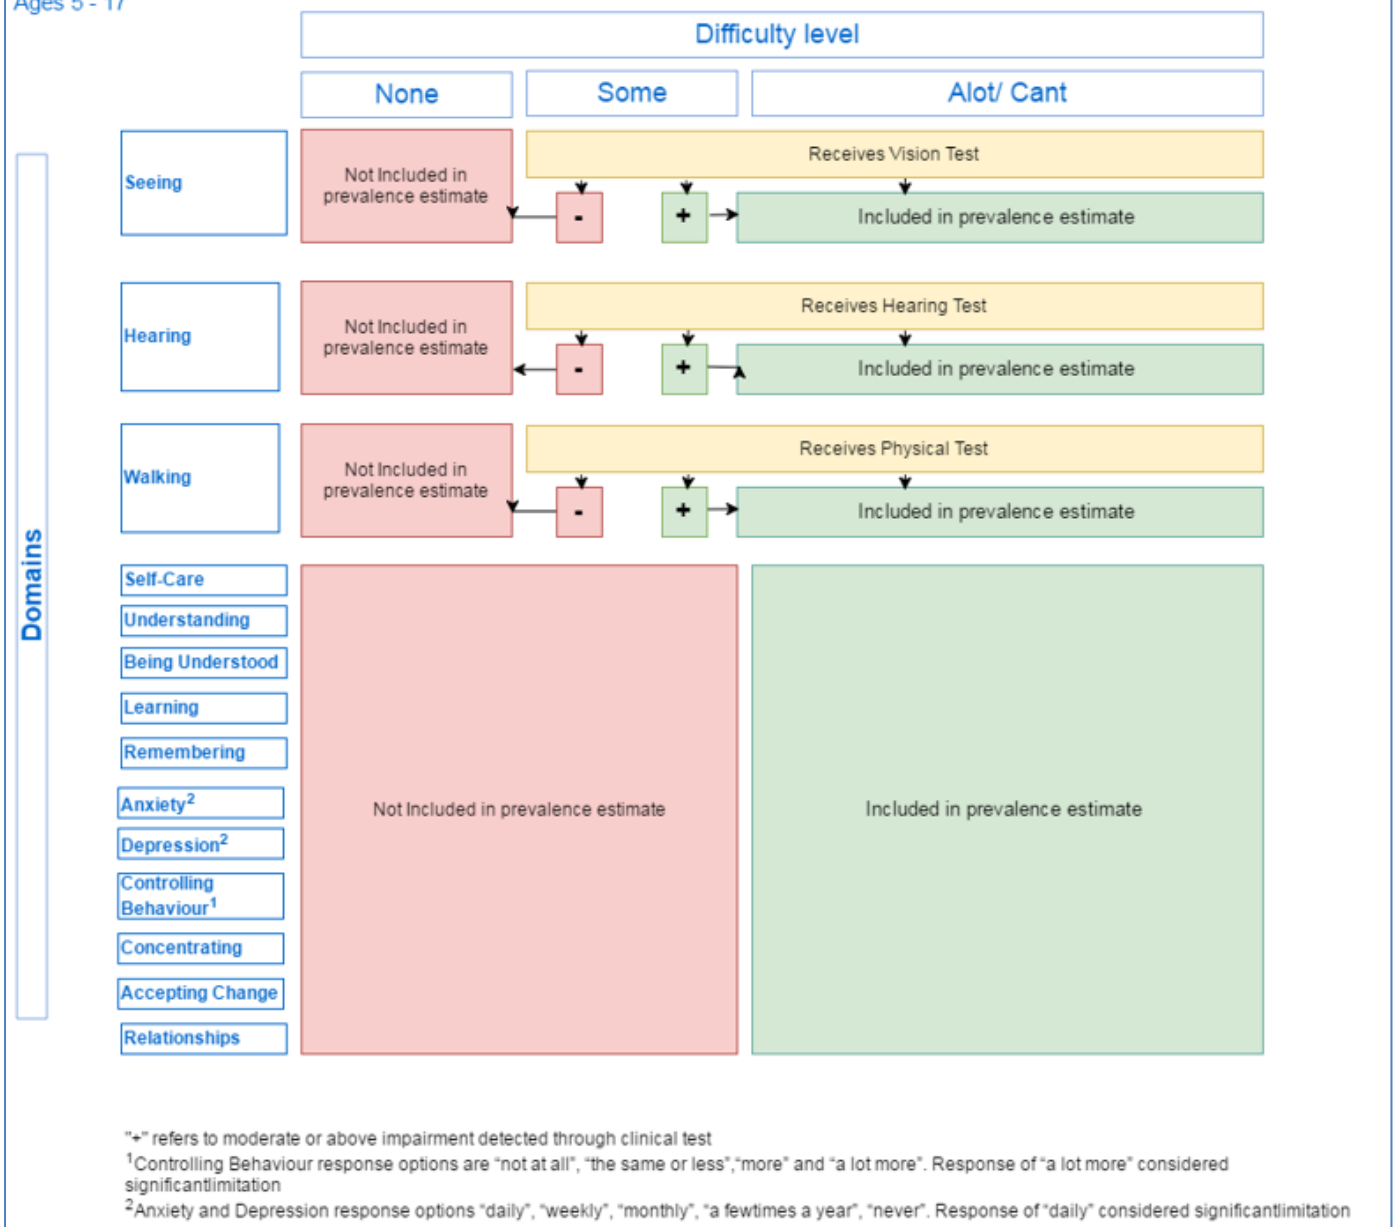 Ages 5 - 17
Difficulty level
None
Some
Alot/ Cant
Domains
Seeing
Not Included in
prevalence estimate
Receives Vision Test
-
+
Included in prevalence estimate
Hearing
Not Included in
prevalence estimate
Receives Hearing Test
-
+
Included in prevalence estimate
Walking
Not Included in
prevalence estimate
Receives Physical Test
-
+
Included in prevalence estimate
Self-Care
Understanding
Being Understood
Learning
Remembering
Anxiety2
Depression2
Controlling
Behaviour1
Concentrating
Accepting Change
Relationships
Not Included in prevalence estimate
Included in prevalence estimate
"+" refers to moderate or above impairment detected through clinical test
1Controlling Behaviour response options are “not at all”, “the same or less”,“more” and “a lot more”. Response of “a lot more” considered
significantlimitation
2Anxiety and Depression response options “daily”, “weekly”, “monthly”, “a fewtimes a year”, “never”. Response of “daily” considered significantlimitation